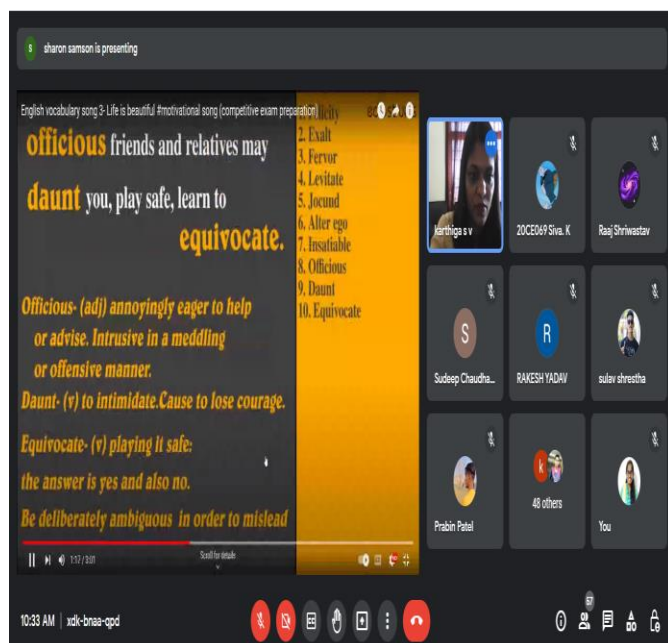 S sharon samson is presenting
English vocabulary song 3- Life is beautiful #motivational song (competitive exam preparation)
officious friends and relatives may
daunt you, play safe, learn to
equivocate.
Officious- (adj) annoyingly eager to help
or advise. Intrusive in a meddling
or offensive manner.
Daunt- (v) to intimidate.Cause to lose courage.
Equivocate- (v) playing it safe:
the answer is yes and also no.
Be deliberately ambiguous in order to mislead
2. Exalt
3. Fervor
4. Levitate
5. Jocund
6. Alter ego
7. Insatiable
8. Officious
9. Daunt
10. Equivocate
1:12 / 3:01
Scroll for details
karthiga s v
20CE069 Siva. K
Raaj Shriwastav
S
Sudeep Chaudha...
R
RAKESH YADAV
sulav shrestha
Prabin Patel
k
48 others
You
10:33 AM | xdk-bnaa-qpd
57